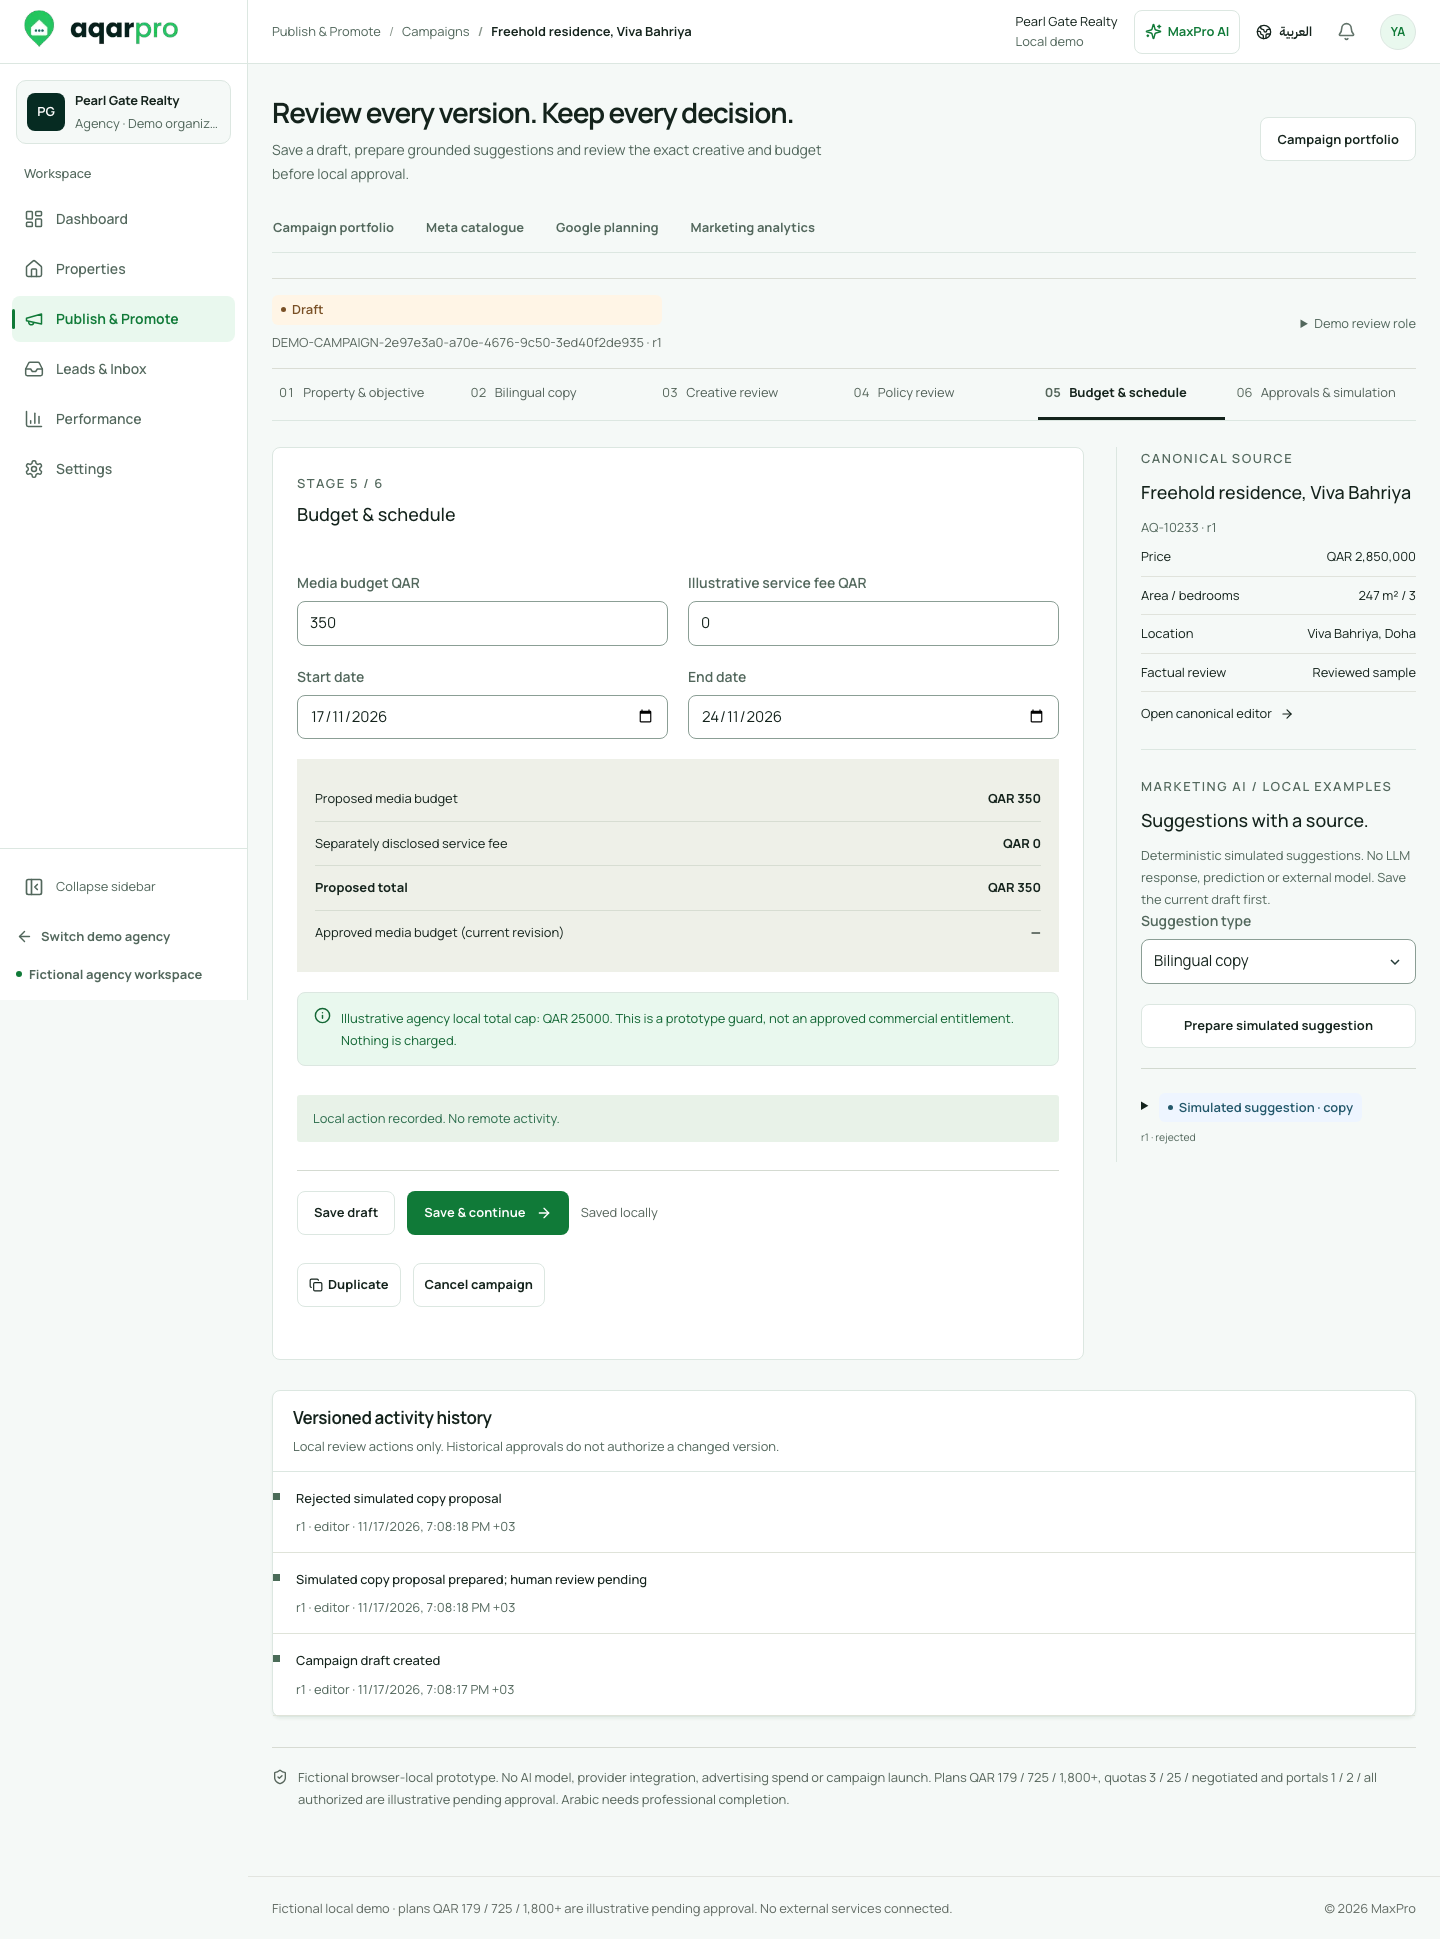 aqarpro
Publish & Promote / Campaigns / Freehold residence, Viva Bahriya
Pearl Gate Realty
Local demo
MaxPro AI
العربية
YA
PG
Pearl Gate Realty
Agency · Demo organiz...
Workspace
Dashboard
Properties
Publish & Promote
Leads & Inbox
Performance
Settings
Collapse sidebar
Switch demo agency
Fictional agency workspace
Review every version. Keep every decision.
Save a draft, prepare grounded suggestions and review the exact creative and budget
before local approval.
Campaign portfolio
Campaign portfolio
Meta catalogue
Google planning
Marketing analytics
Draft
DEMO-CAMPAIGN-2e97e3a0-a70e-4676-9c50-3ed40f2de935 · r1
Demo review role
01 Property & objective
02 Bilingual copy
03 Creative review
04 Policy review
05 Budget & schedule
06 Approvals & simulation
STAGE 5 / 6
Budget & schedule
Media budget QAR
Illustrative service fee QAR
350
0
Start date
End date
17/11/2026
24/11/2026
Proposed media budget QAR 350
Separately disclosed service fee QAR 0
Proposed total QAR 350
Approved media budget (current revision) —
Illustrative agency local total cap: QAR 25000. This is a prototype guard, not an approved commercial entitlement.
Nothing is charged.
Local action recorded. No remote activity.
Save draft
Save & continue
Saved locally
Duplicate
Cancel campaign
CANONICAL SOURCE
Freehold residence, Viva Bahriya
AQ-10233 · r1
Price QAR 2,850,000
Area / bedrooms 247 m² / 3
Location Viva Bahriya, Doha
Factual review Reviewed sample
Open canonical editor
MARKETING AI / LOCAL EXAMPLES
Suggestions with a source.
Deterministic simulated suggestions. No LLM
response, prediction or external model. Save
the current draft first.
Suggestion type
Bilingual copy
Prepare simulated suggestion
Simulated suggestion · copy
r1 · rejected
Versioned activity history
Local review actions only. Historical approvals do not authorize a changed version.
Rejected simulated copy proposal
r1 · editor · 11/17/2026, 7:08:18 PM +03
Simulated copy proposal prepared; human review pending
r1 · editor · 11/17/2026, 7:08:18 PM +03
Campaign draft created
r1 · editor · 11/17/2026, 7:08:17 PM +03
Fictional browser-local prototype. No AI model, provider integration, advertising spend or campaign launch. Plans QAR 179 / 725 / 1,800+, quotas 3 / 25 / negotiated and portals 1 / 2 / all
authorized are illustrative pending approval. Arabic needs professional completion.
Fictional local demo · plans QAR 179 / 725 / 1,800+ are illustrative pending approval. No external services connected.
© 2026 MaxPro